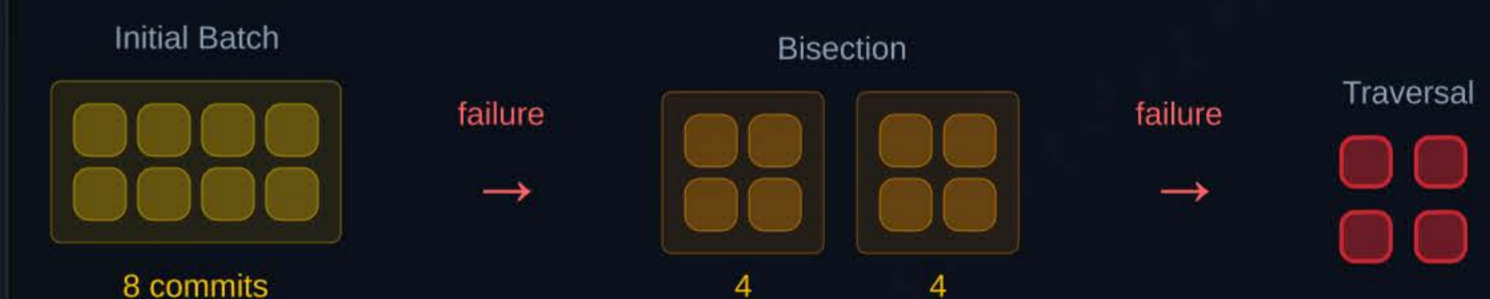 Initial Batch
Bisection
Traversal
failure
→
failure
→
8 commits
4
4